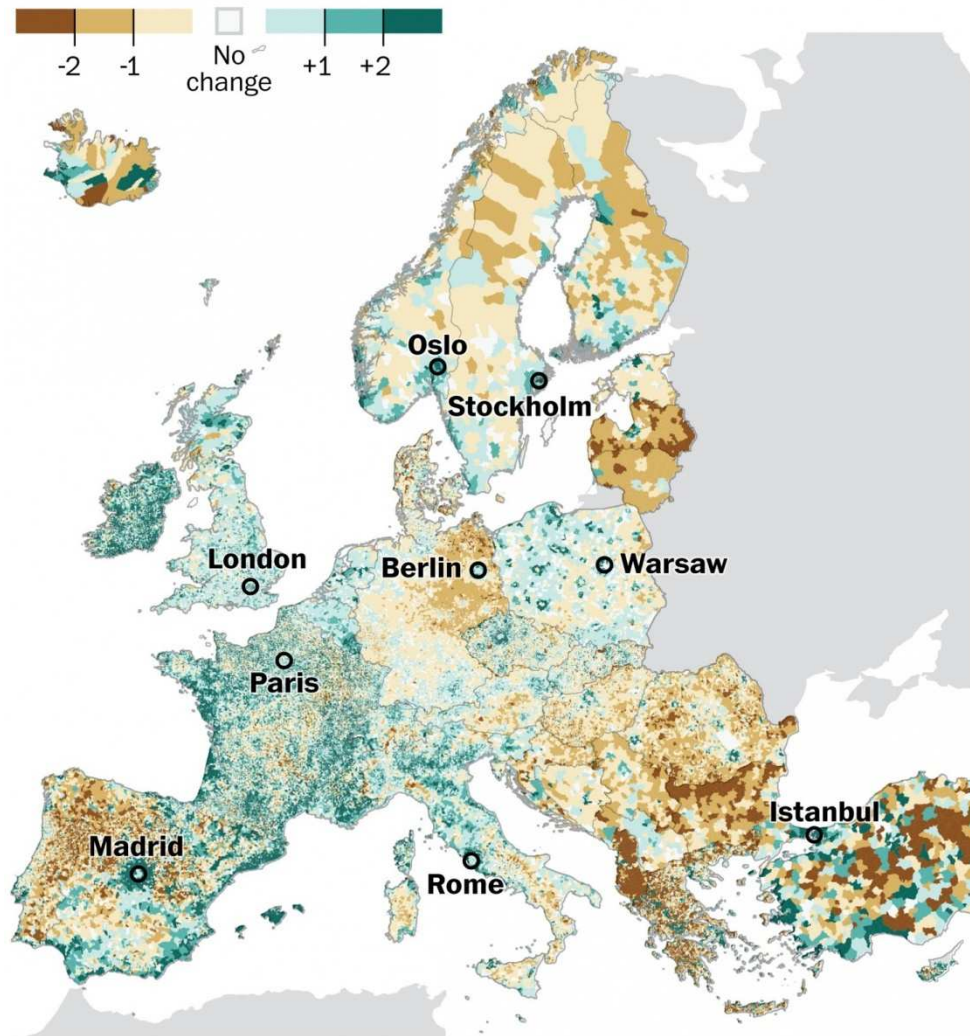 -2
-1
No
change
+1
+2
Oslo
Stockholm
London
Berlin
Warsaw
Paris
Istanbul
Madrid
Rome